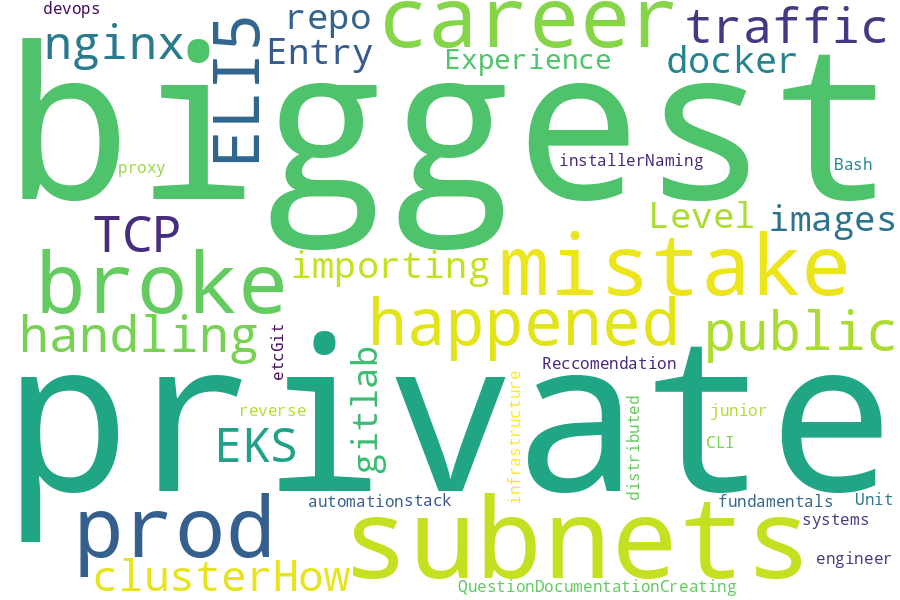 devops
nginx
ELI5
repo
Entry
career
Experience
traffic
docker
biggest
proxy
installerNaming
Bash
TCP
Level
images
broke
importing
mistake
handling
etcGit
happened
public
private
gitlab
Reccomendation
reverse
EKS
infrastructure
distributed
junior
CLI
prod
automationstack
subnets
fundamentals
Unit
systems
clusterHow
engineer
QuestionDocumentationCreating